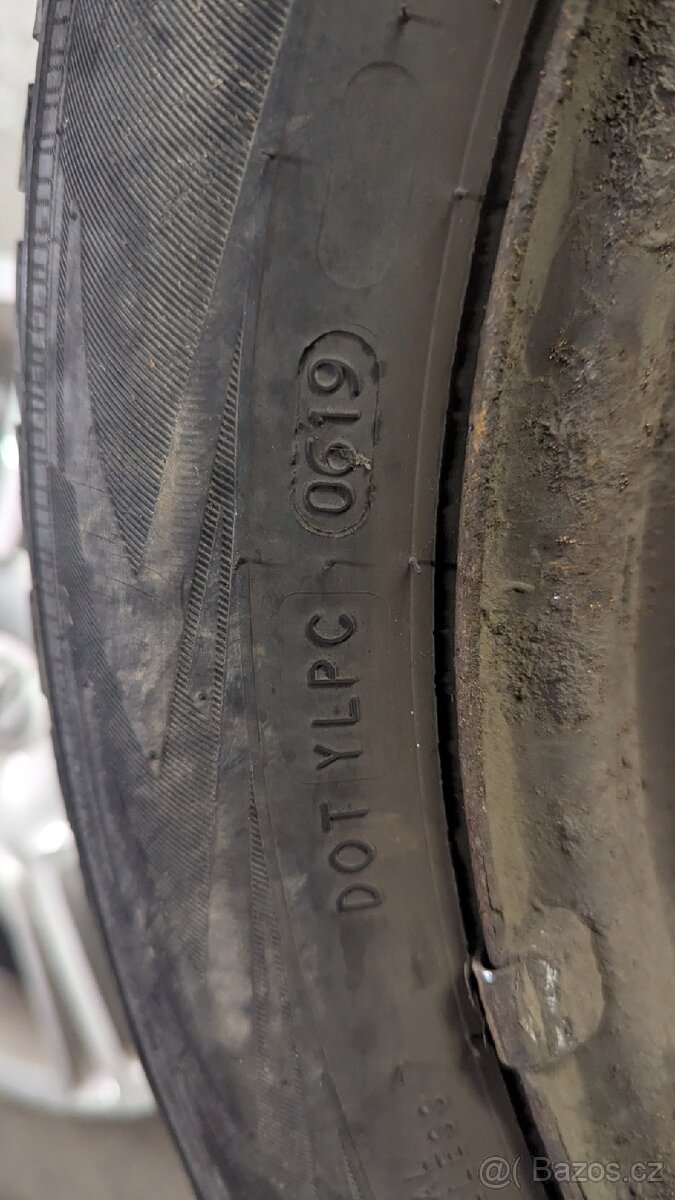 DOT YLPC 0619
@( Bazos.cz